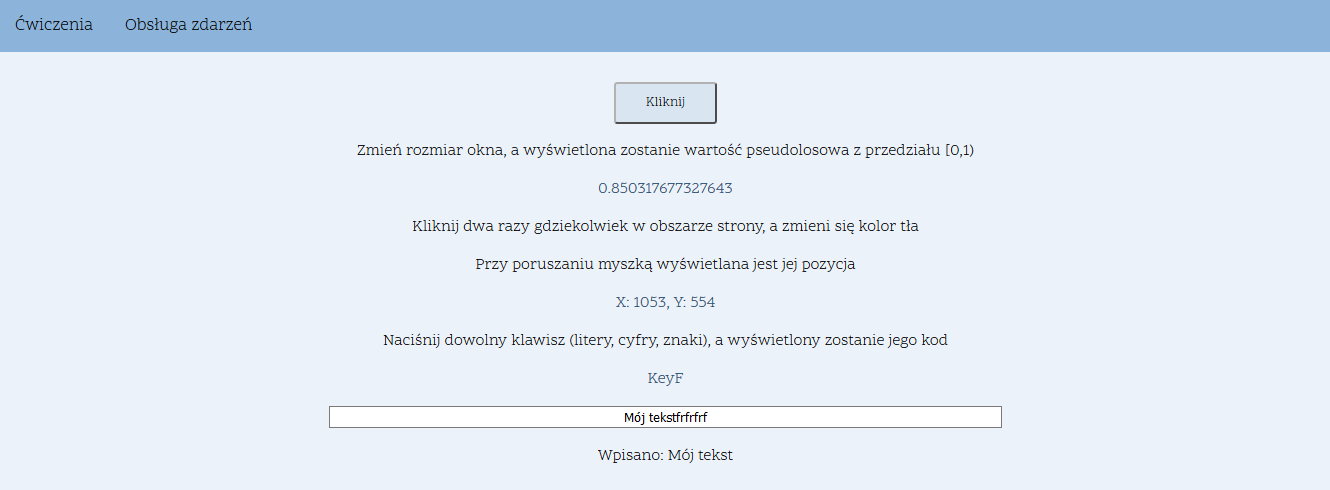 Ćwiczenia Obsługa zdarzeń
Kliknij
Zmień rozmiar okna, a wyświetlona zostanie wartość pseudolosowa z przedziału [0,1)
0.850317677327643
Kliknij dwa razy gdziekolwiek w obszarze strony, a zmieni się kolor tła
Przy poruszaniu myszką wyświetlana jest jej pozycja
X: 1053, Y: 554
Naciśnij dowolny klawisz (litery, cyfry, znaki), a wyświetlony zostanie jego kod
KeyF
Mój tekstfrfrfrf
Wpisano: Mój tekst